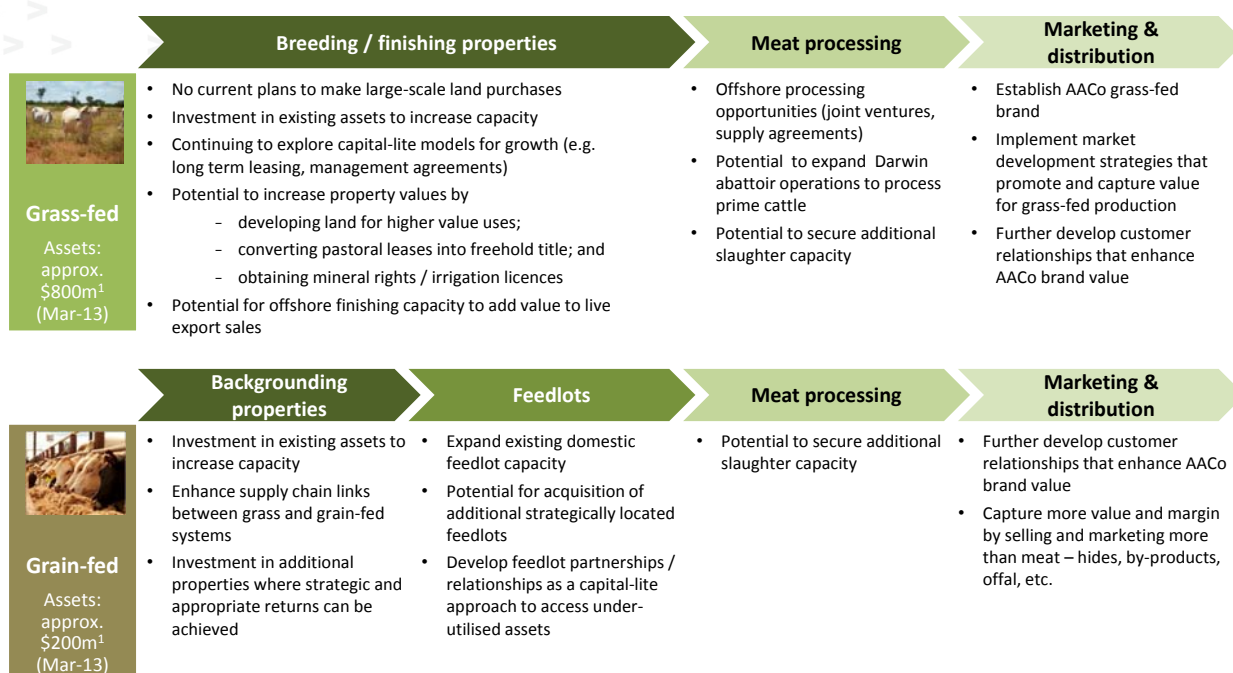 Breeding / finishing properties
Meat processing
Marketing &
distribution
Grass-fed
Assets:
approx.
$800m1
(Mar-13)
• No current plans to make large-scale land purchases
• Investment in existing assets to increase capacity
• Continuing to explore capital-lite models for growth (e.g.
long term leasing, management agreements)
• Potential to increase property values by
- developing land for higher value uses;
- converting pastoral leases into freehold title; and
- obtaining mineral rights / irrigation licences
• Potential for offshore finishing capacity to add value to live
export sales
• Offshore processing
opportunities (joint ventures,
supply agreements)
• Potential to expand Darwin
abattoir operations to process
prime cattle
• Potential to secure additional
slaughter capacity
• Establish AACo grass-fed
brand
• Implement market
development strategies that
promote and capture value
for grass-fed production
• Further develop customer
relationships that enhance
AACo brand value
Backgrounding
properties
Feedlots
Meat processing
Marketing &
distribution
Grain-fed
Assets:
approx.
$200m1
(Mar-13)
• Investment in existing assets to
increase capacity
• Enhance supply chain links
between grass and grain-fed
systems
• Investment in additional
properties where strategic and
appropriate returns can be
achieved
• Expand existing domestic
feedlot capacity
• Potential for acquisition of
additional strategically located
feedlots
• Develop feedlot partnerships /
relationships as a capital-lite
approach to access under-
utilised assets
• Potential to secure additional
slaughter capacity
• Further develop customer
relationships that enhance AACo
brand value
• Capture more value and margin
by selling and marketing more
than meat – hides, by-products,
offal, etc.